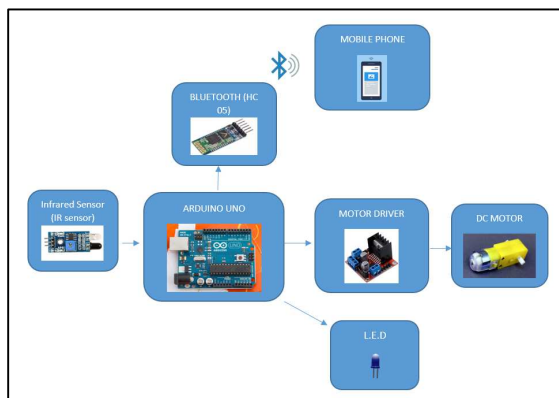 MOBILE PHONE
BLUETOOTH (HC
05)
Infrared Sensor
(IR sensor)
ARDUINO UNO
MOTOR DRIVER
DC MOTOR
L.E.D